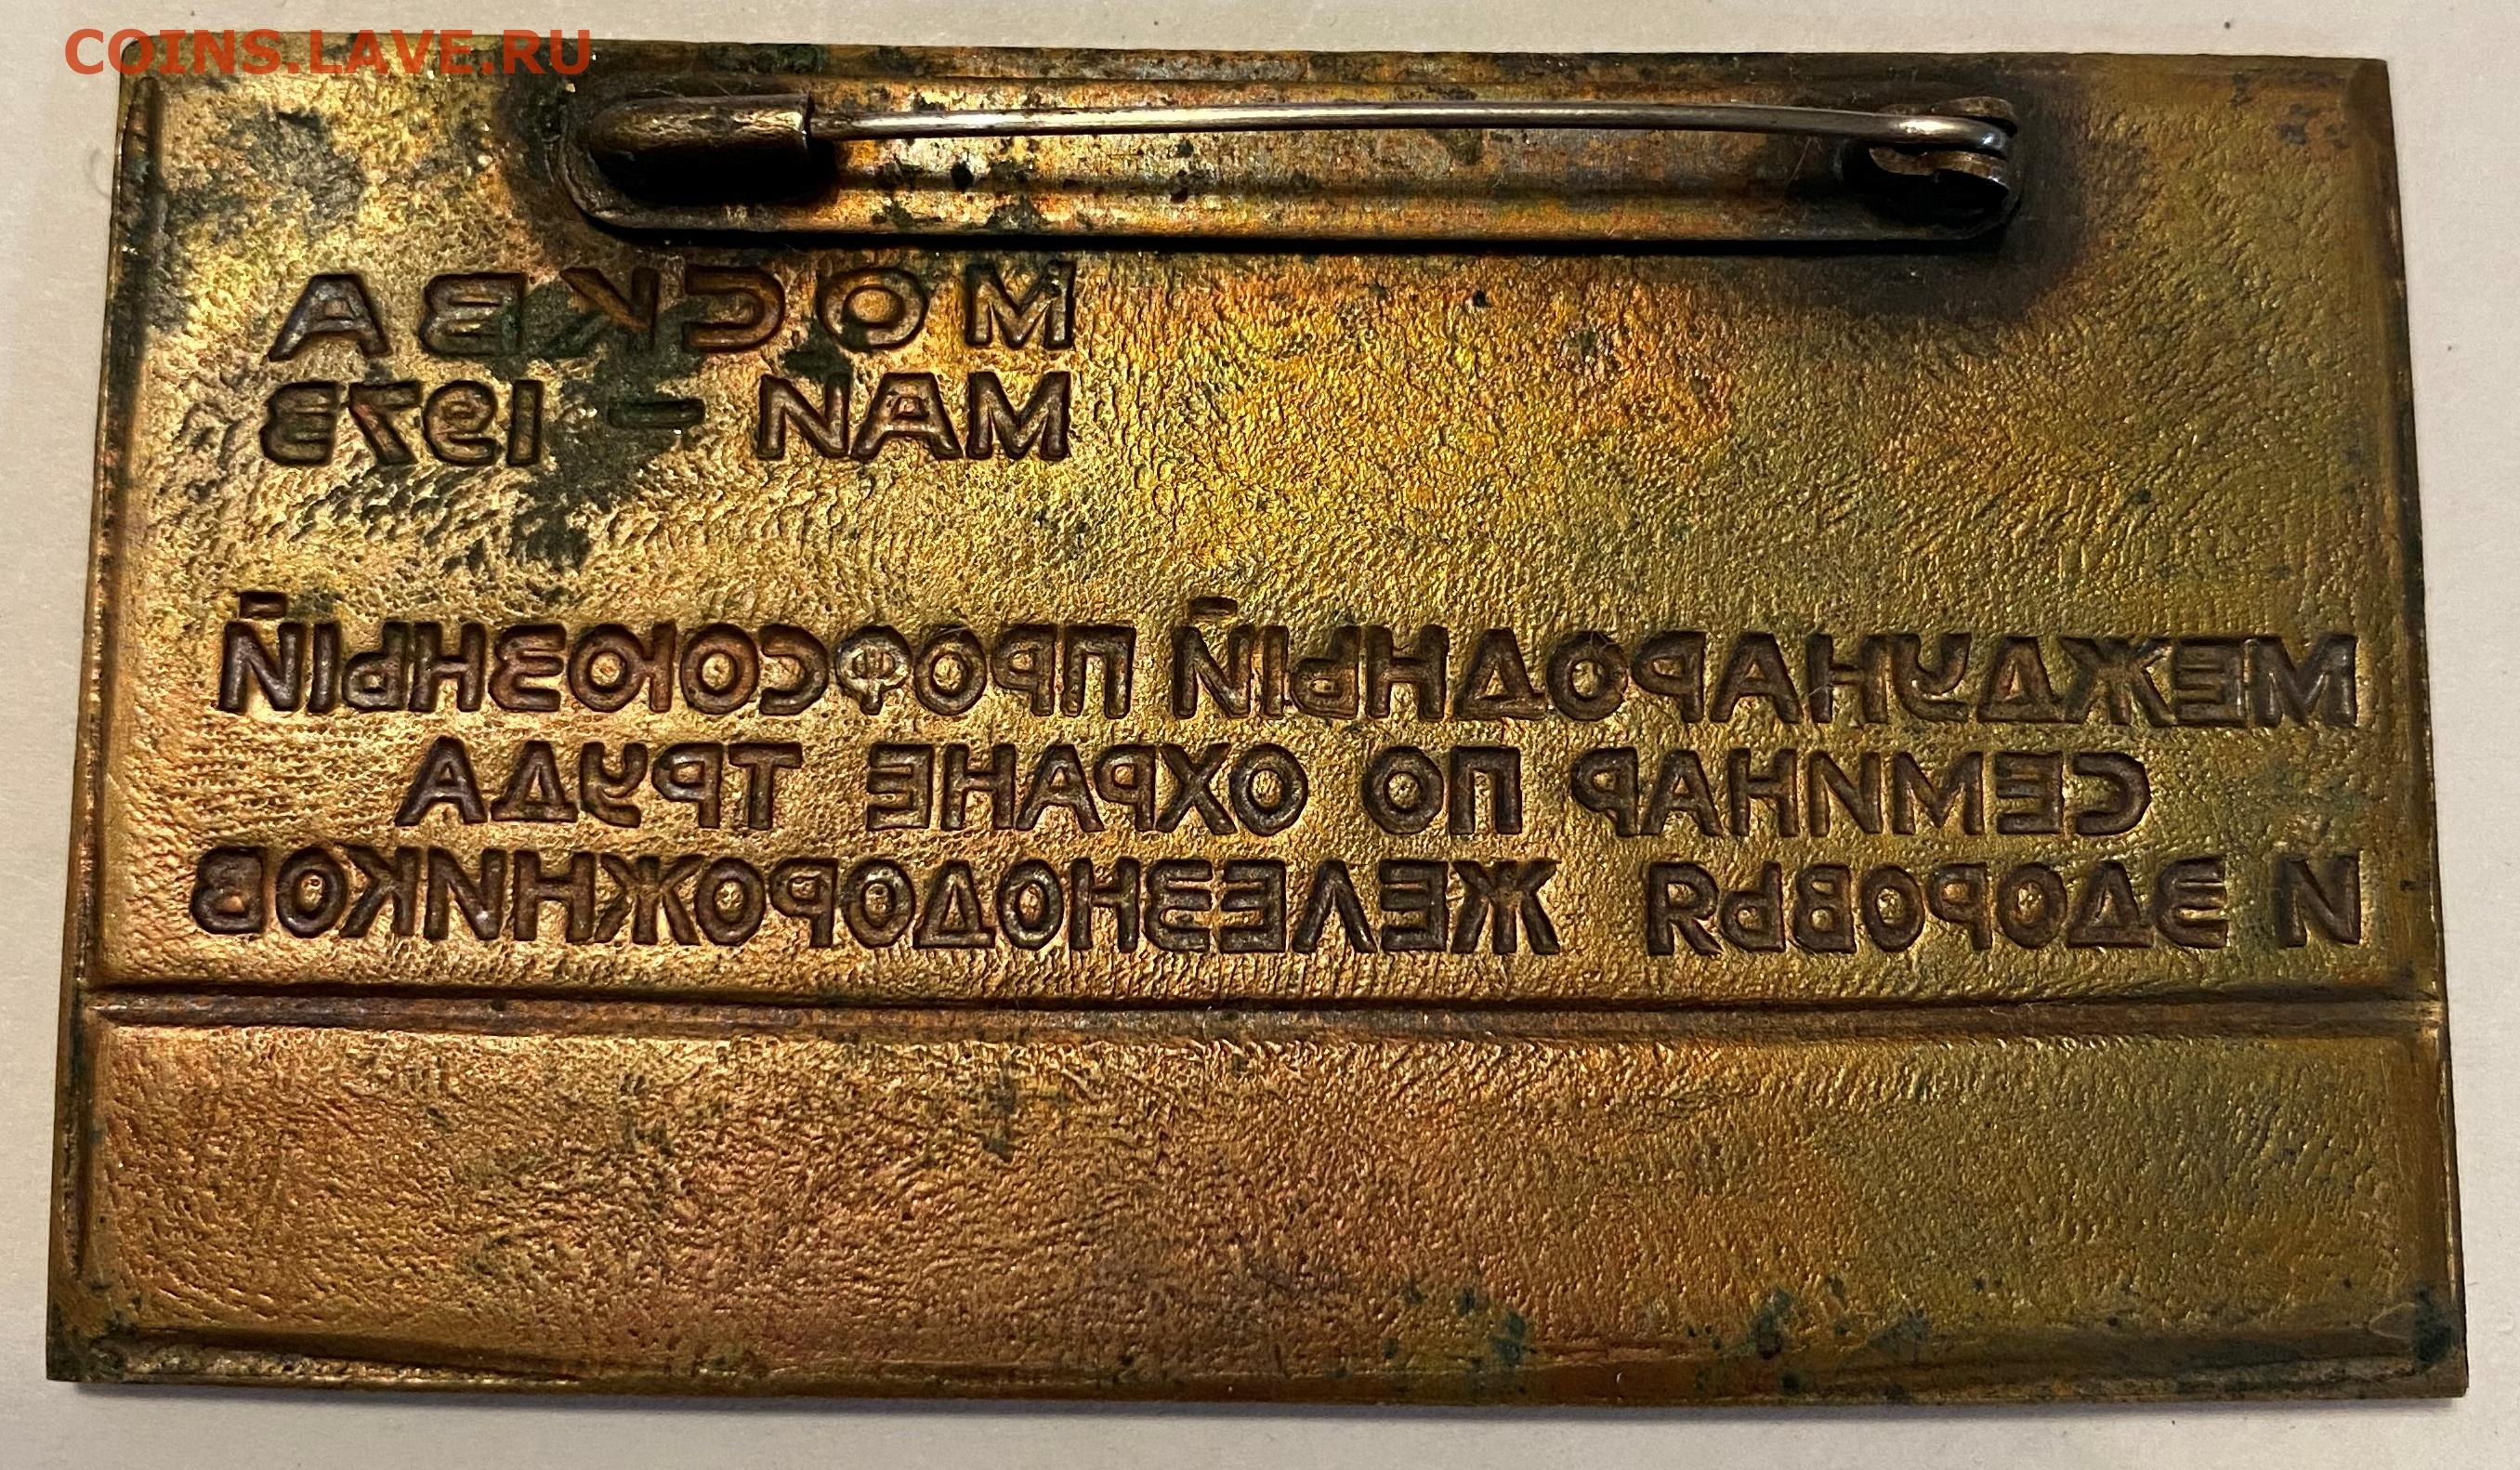 COINS.LAVE.RU
МОСКВА
МАЙ – 1973
МЕЖДУНАРОДНЫЙ ПРОФСОЮЗНЫЙ
СЕМИНАР ПО ОХРАНЕ ТРУДА
И ЗДОРОВЬЯ ЖЕЛЕЗНОДОРОЖНИКОВ